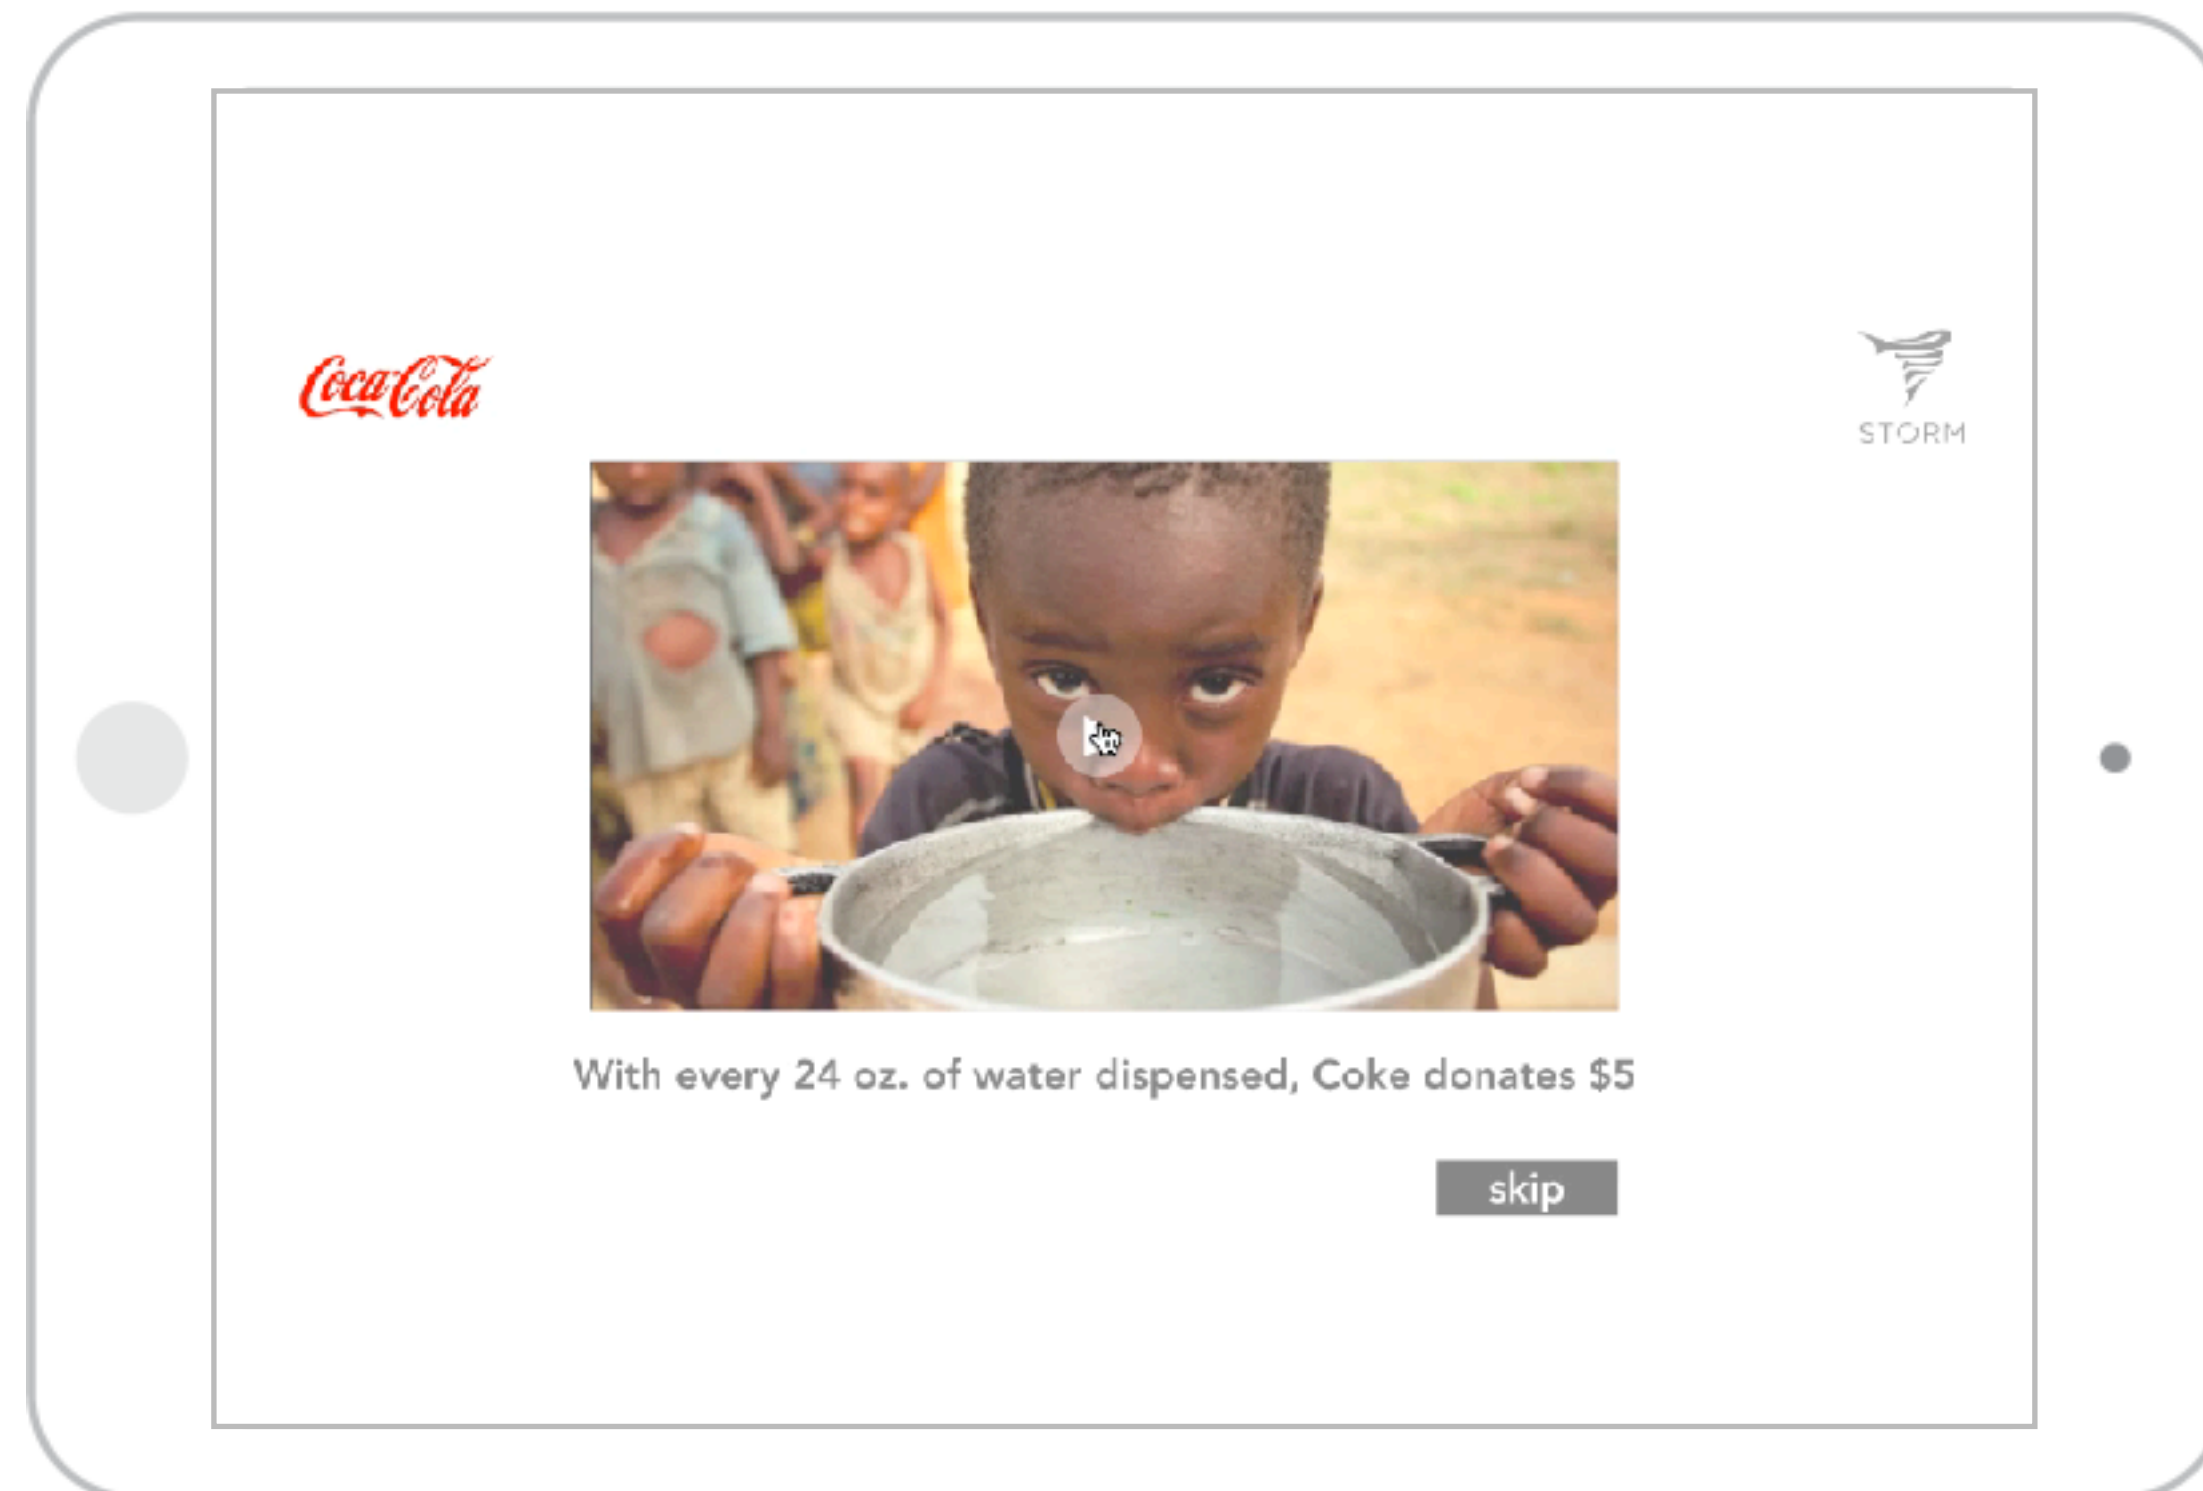 Coca-Cola
STORM
With every 24 oz. of water dispensed, Coke donates $5
skip